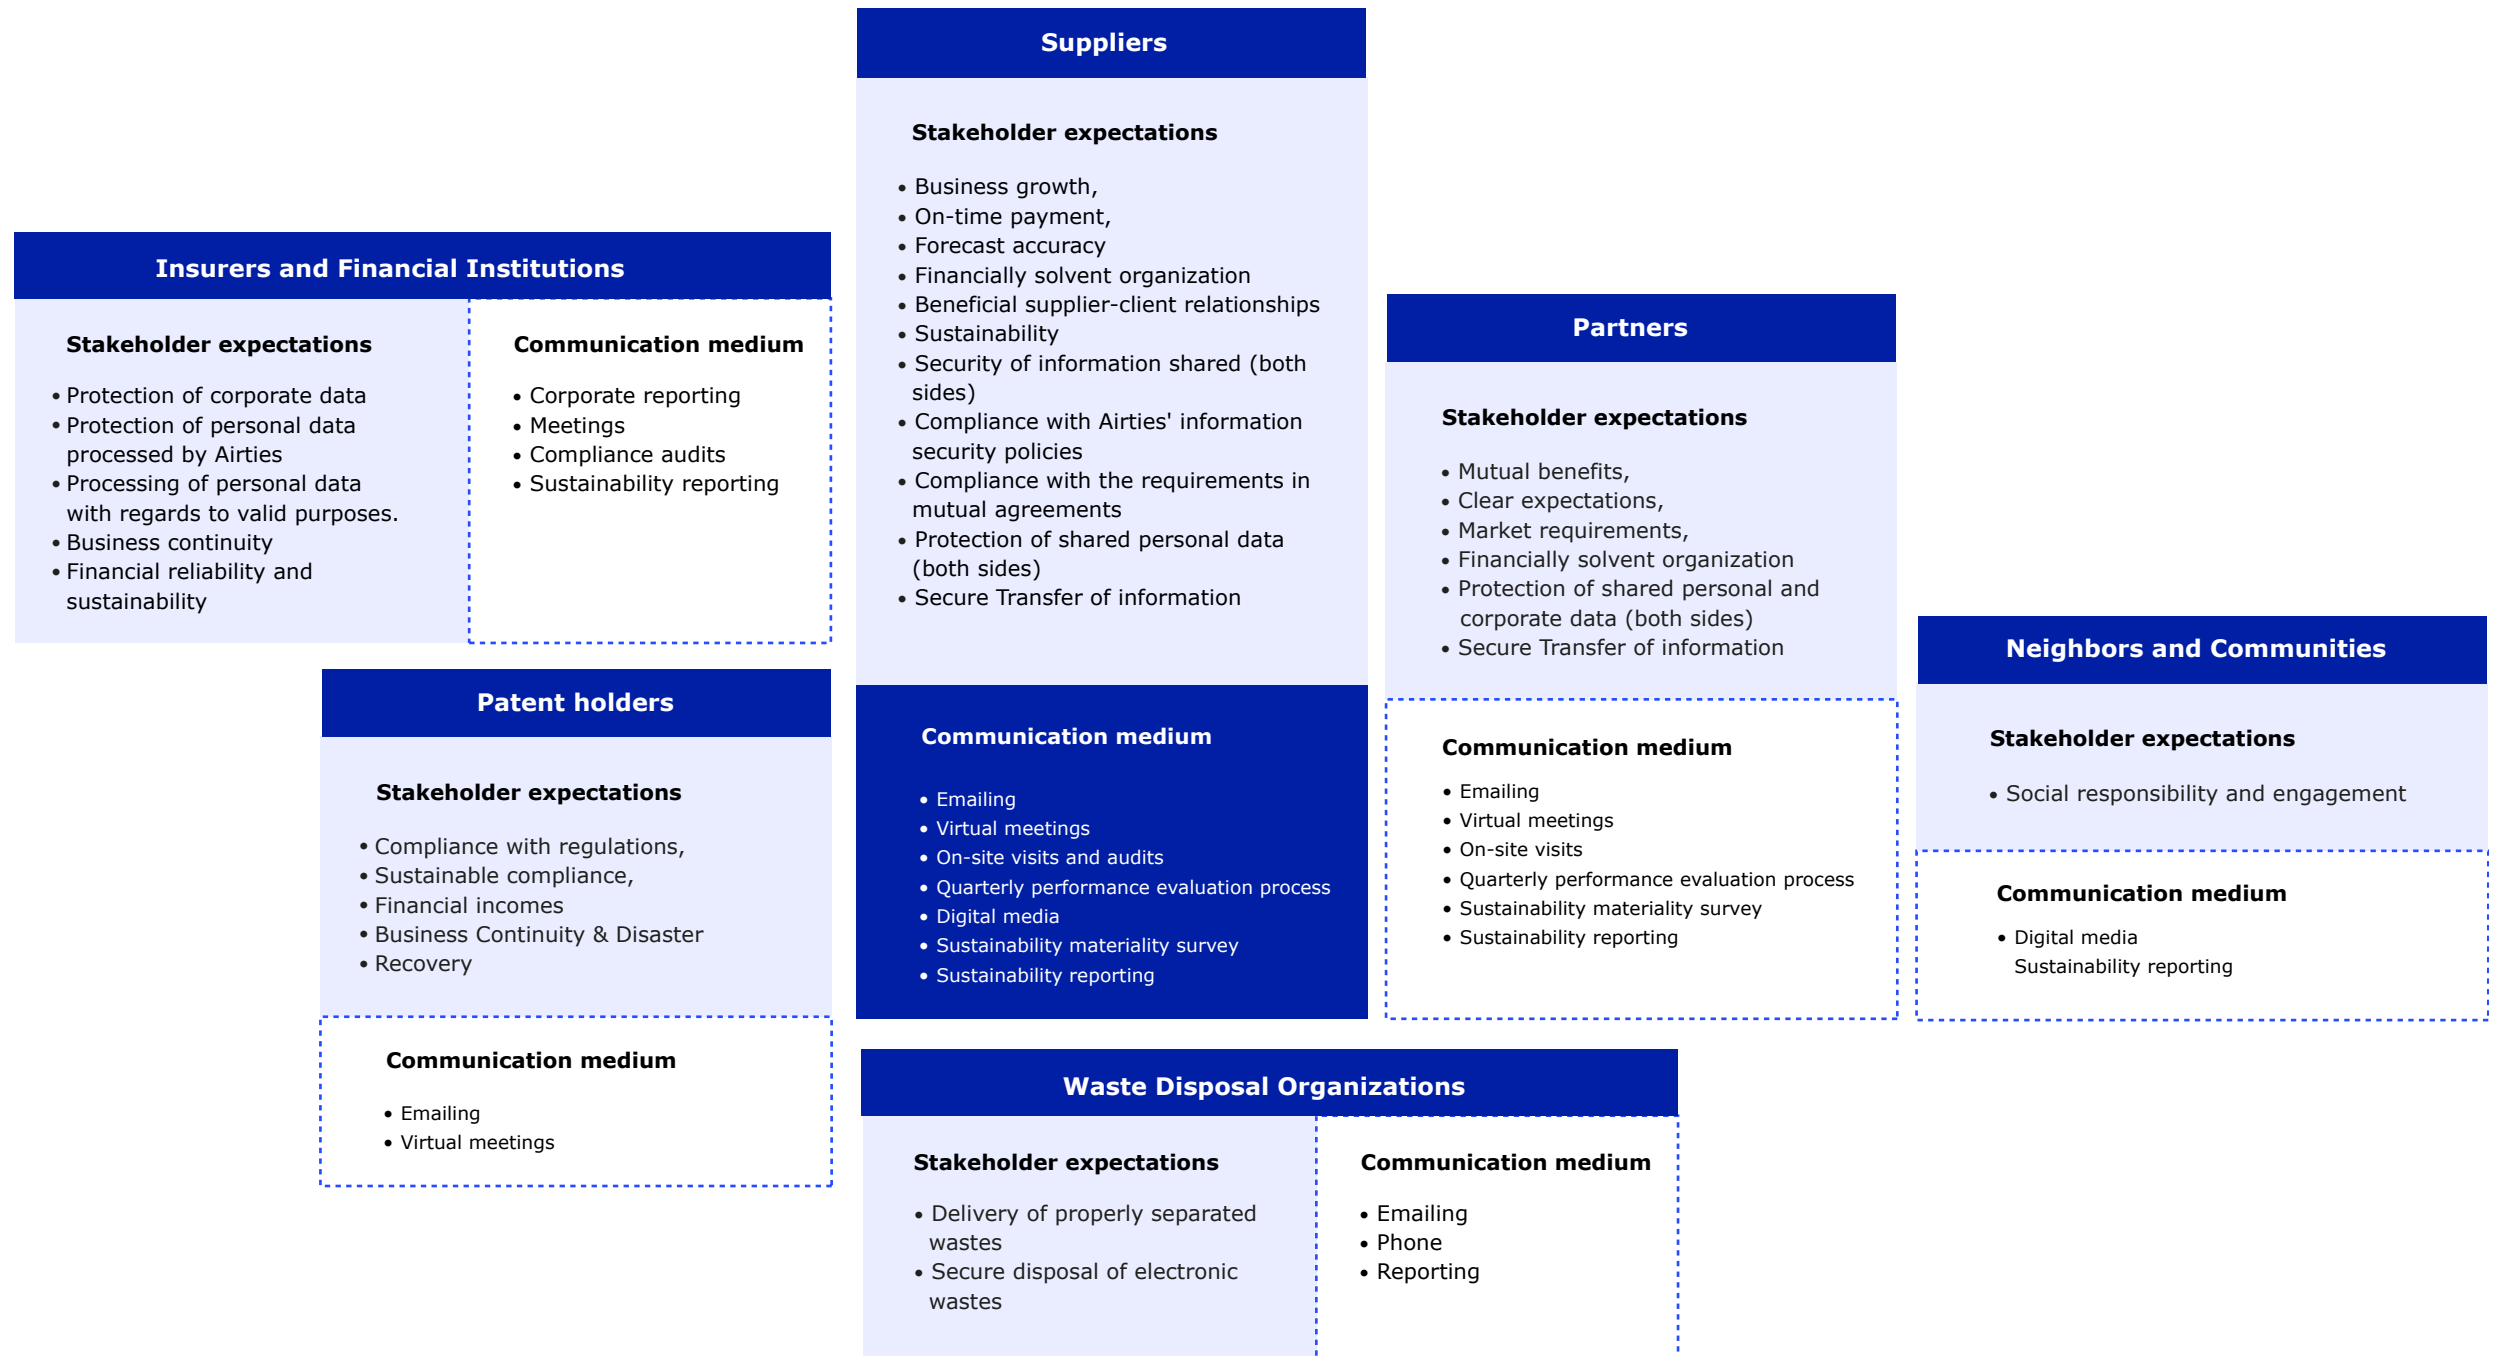 Suppliers
Stakeholder expectations
• Business growth,
• On-time payment,
• Forecast accuracy
• Financially solvent organization
• Beneficial supplier-client relationships
• Sustainability
• Security of information shared (both
sides)
• Compliance with Airties' information
security policies
• Compliance with the requirements in
mutual agreements
• Protection of shared personal data
(both sides)
• Secure Transfer of information
Communication medium
• Emailing
• Virtual meetings
• On-site visits and audits
• Quarterly performance evaluation process
• Digital media
• Sustainability materiality survey
• Sustainability reporting
Insurers and Financial Institutions
Stakeholder expectations
• Protection of corporate data
• Protection of personal data
processed by Airties
• Processing of personal data
with regards to valid purposes.
• Business continuity
• Financial reliability and
sustainability
Communication medium
• Corporate reporting
• Meetings
• Compliance audits
• Sustainability reporting
Partners
Stakeholder expectations
• Mutual benefits,
• Clear expectations,
• Market requirements,
• Financially solvent organization
• Protection of shared personal and
corporate data (both sides)
• Secure Transfer of information
Communication medium
• Emailing
• Virtual meetings
• On-site visits
• Quarterly performance evaluation process
• Sustainability materiality survey
• Sustainability reporting
Neighbors and Communities
Stakeholder expectations
• Social responsibility and engagement
Communication medium
• Digital media
Sustainability reporting
Patent holders
Stakeholder expectations
• Compliance with regulations,
• Sustainable compliance,
• Financial incomes
• Business Continuity & Disaster
• Recovery
Communication medium
• Emailing
• Virtual meetings
Waste Disposal Organizations
Stakeholder expectations
• Delivery of properly separated
wastes
• Secure disposal of electronic
wastes
Communication medium
• Emailing
• Phone
• Reporting